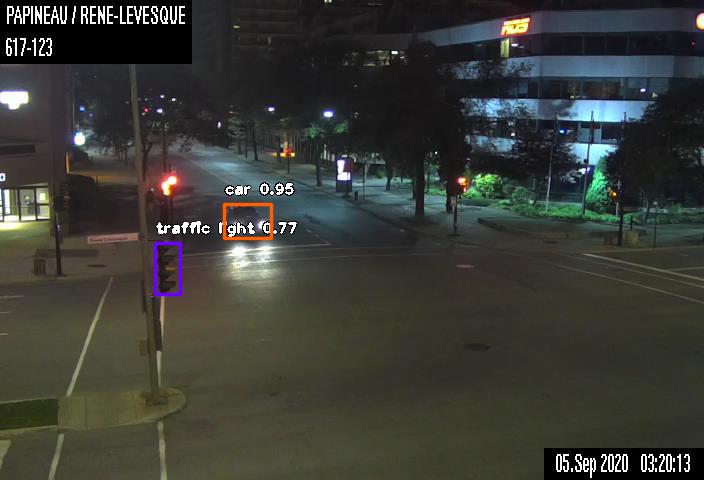 PAPINEAU / RENE-LEVESQUE
617-123
car 0.95
traffic light 0.77
05.Sep 2020 03:20:13